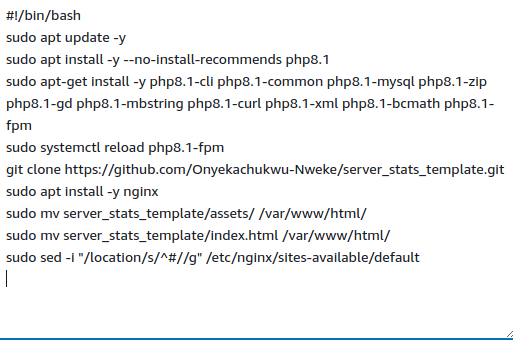 #!/bin/bash
sudo apt update -y
sudo apt install -y --no-install-recommends php8.1
sudo apt-get install -y php8.1-cli php8.1-common php8.1-mysql php8.1-zip
php8.1-gd php8.1-mbstring php8.1-curl php8.1-xml php8.1-bcmath php8.1-
fpm
sudo systemctl reload php8.1-fpm
git clone https://github.com/Onyekachukwu-Nweke/server_stats_template.git
sudo apt install -y nginx
sudo mv server_stats_template/assets/ /var/www/html/
sudo mv server_stats_template/index.html /var/www/html/
sudo sed -i "/location/s/^#//g" /etc/nginx/sites-available/default